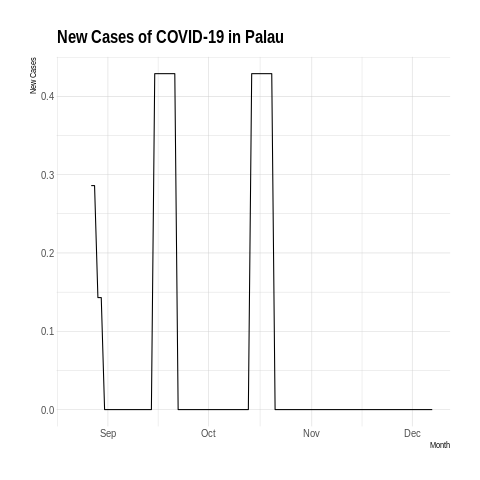 New Cases of COVID-19 in Palau
New Cases
0.4
0.3
0.2
0.1
0.0
Sep Oct Nov Dec
Month